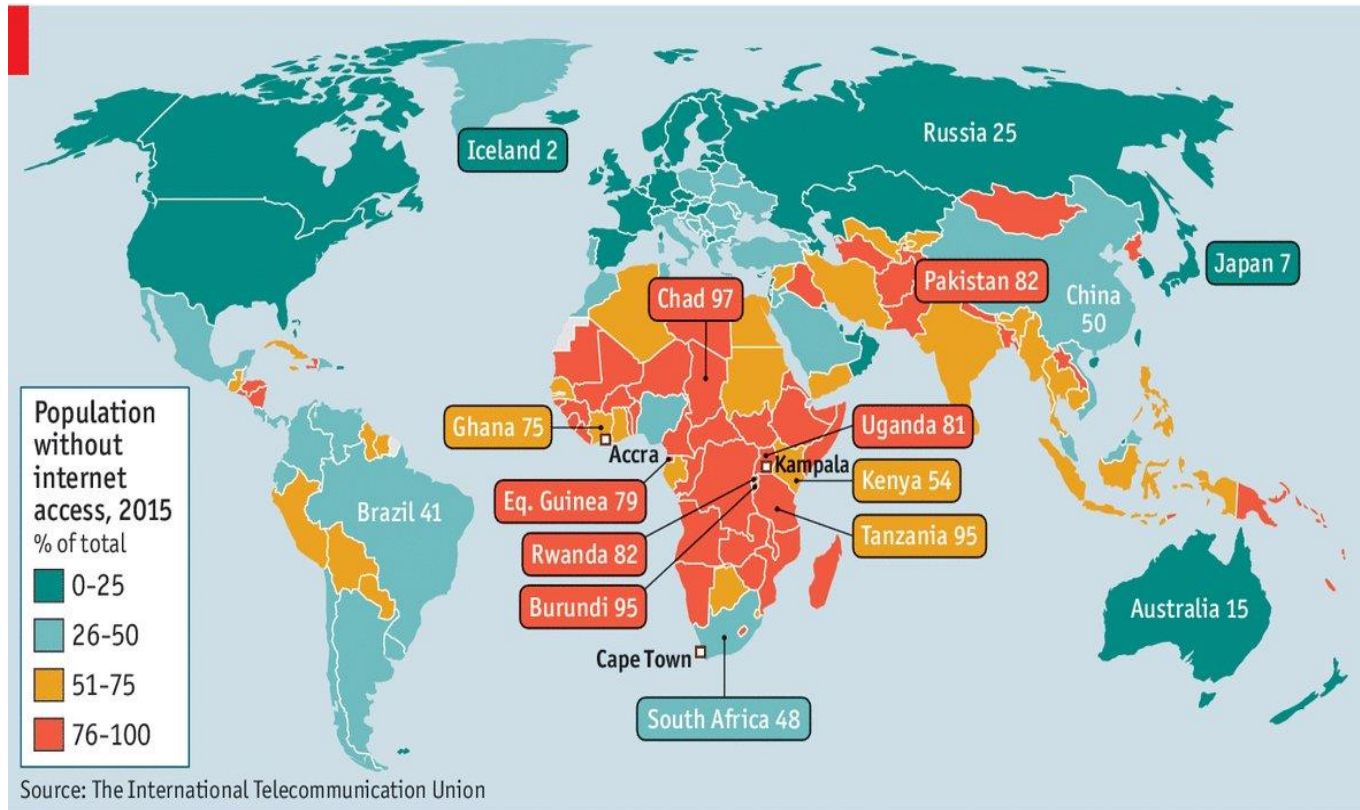 Iceland 2
Russia 25
Japan 7
Pakistan 82
China
50
Chad 97
Ghana 75
Accra
Uganda 81
Kampala
Eq. Guinea 79
Kenya 54
Brazil 41
Rwanda 82
Tanzania 95
Burundi 95
Australia 15
Cape Town
South Africa 48
Population
without
internet
access, 2015
% of total
0-25
26-50
51-75
76-100
Source: The International Telecommunication Union